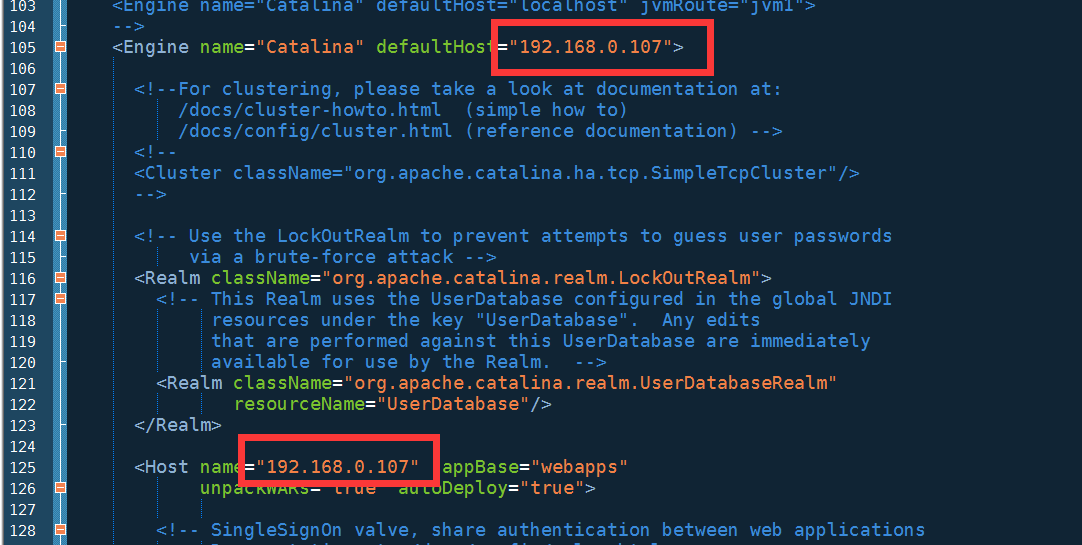 103 <Engine name="Catalina" defaultHost="localhost" jvmRoute="jvm1">
104 -->
105 <Engine name="Catalina" defaultHost="192.168.0.107">
106
107 <!--For clustering, please take a look at documentation at:
108 /docs/cluster-howto.html (simple how to)
109 /docs/config/cluster.html (reference documentation) -->
110 <!--
111 <Cluster className="org.apache.catalina.ha.tcp.SimpleTcpCluster"/>
112 -->
113
114 <!-- Use the LockOutRealm to prevent attempts to guess user passwords
115 via a brute-force attack -->
116 <Realm className="org.apache.catalina.realm.LockOutRealm">
117 <!-- This Realm uses the UserDatabase configured in the global JNDI
118 resources under the key "UserDatabase". Any edits
119 that are performed against this UserDatabase are immediately
120 available for use by the Realm. -->
121 <Realm className="org.apache.catalina.realm.UserDatabaseRealm"
122 resourceName="UserDatabase"/>
123 </Realm>
124
125 <Host name="192.168.0.107" appBase="webapps"
126 unpackWARs="true" autoDeploy="true">
127
128 <!-- SingleSignOn valve, share authentication between web applications